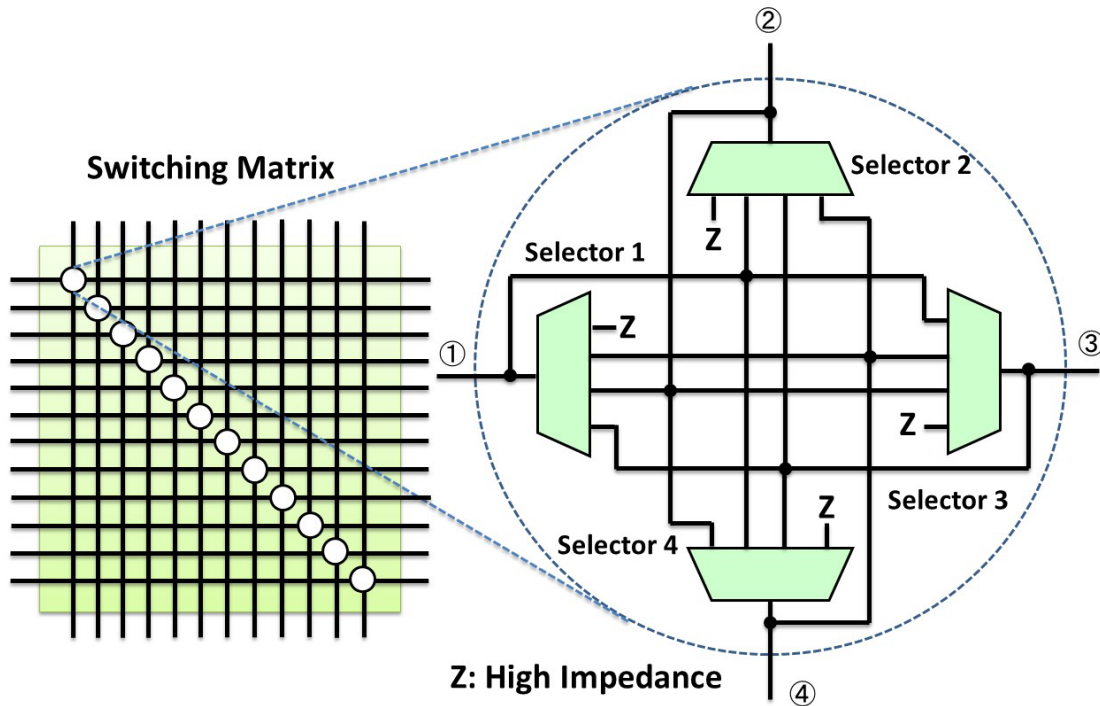 ②
Switching Matrix
Selector 2
Z
Selector 1
Z
①
③
Z
Selector 3
Z
Selector 4
Z: High Impedance
④